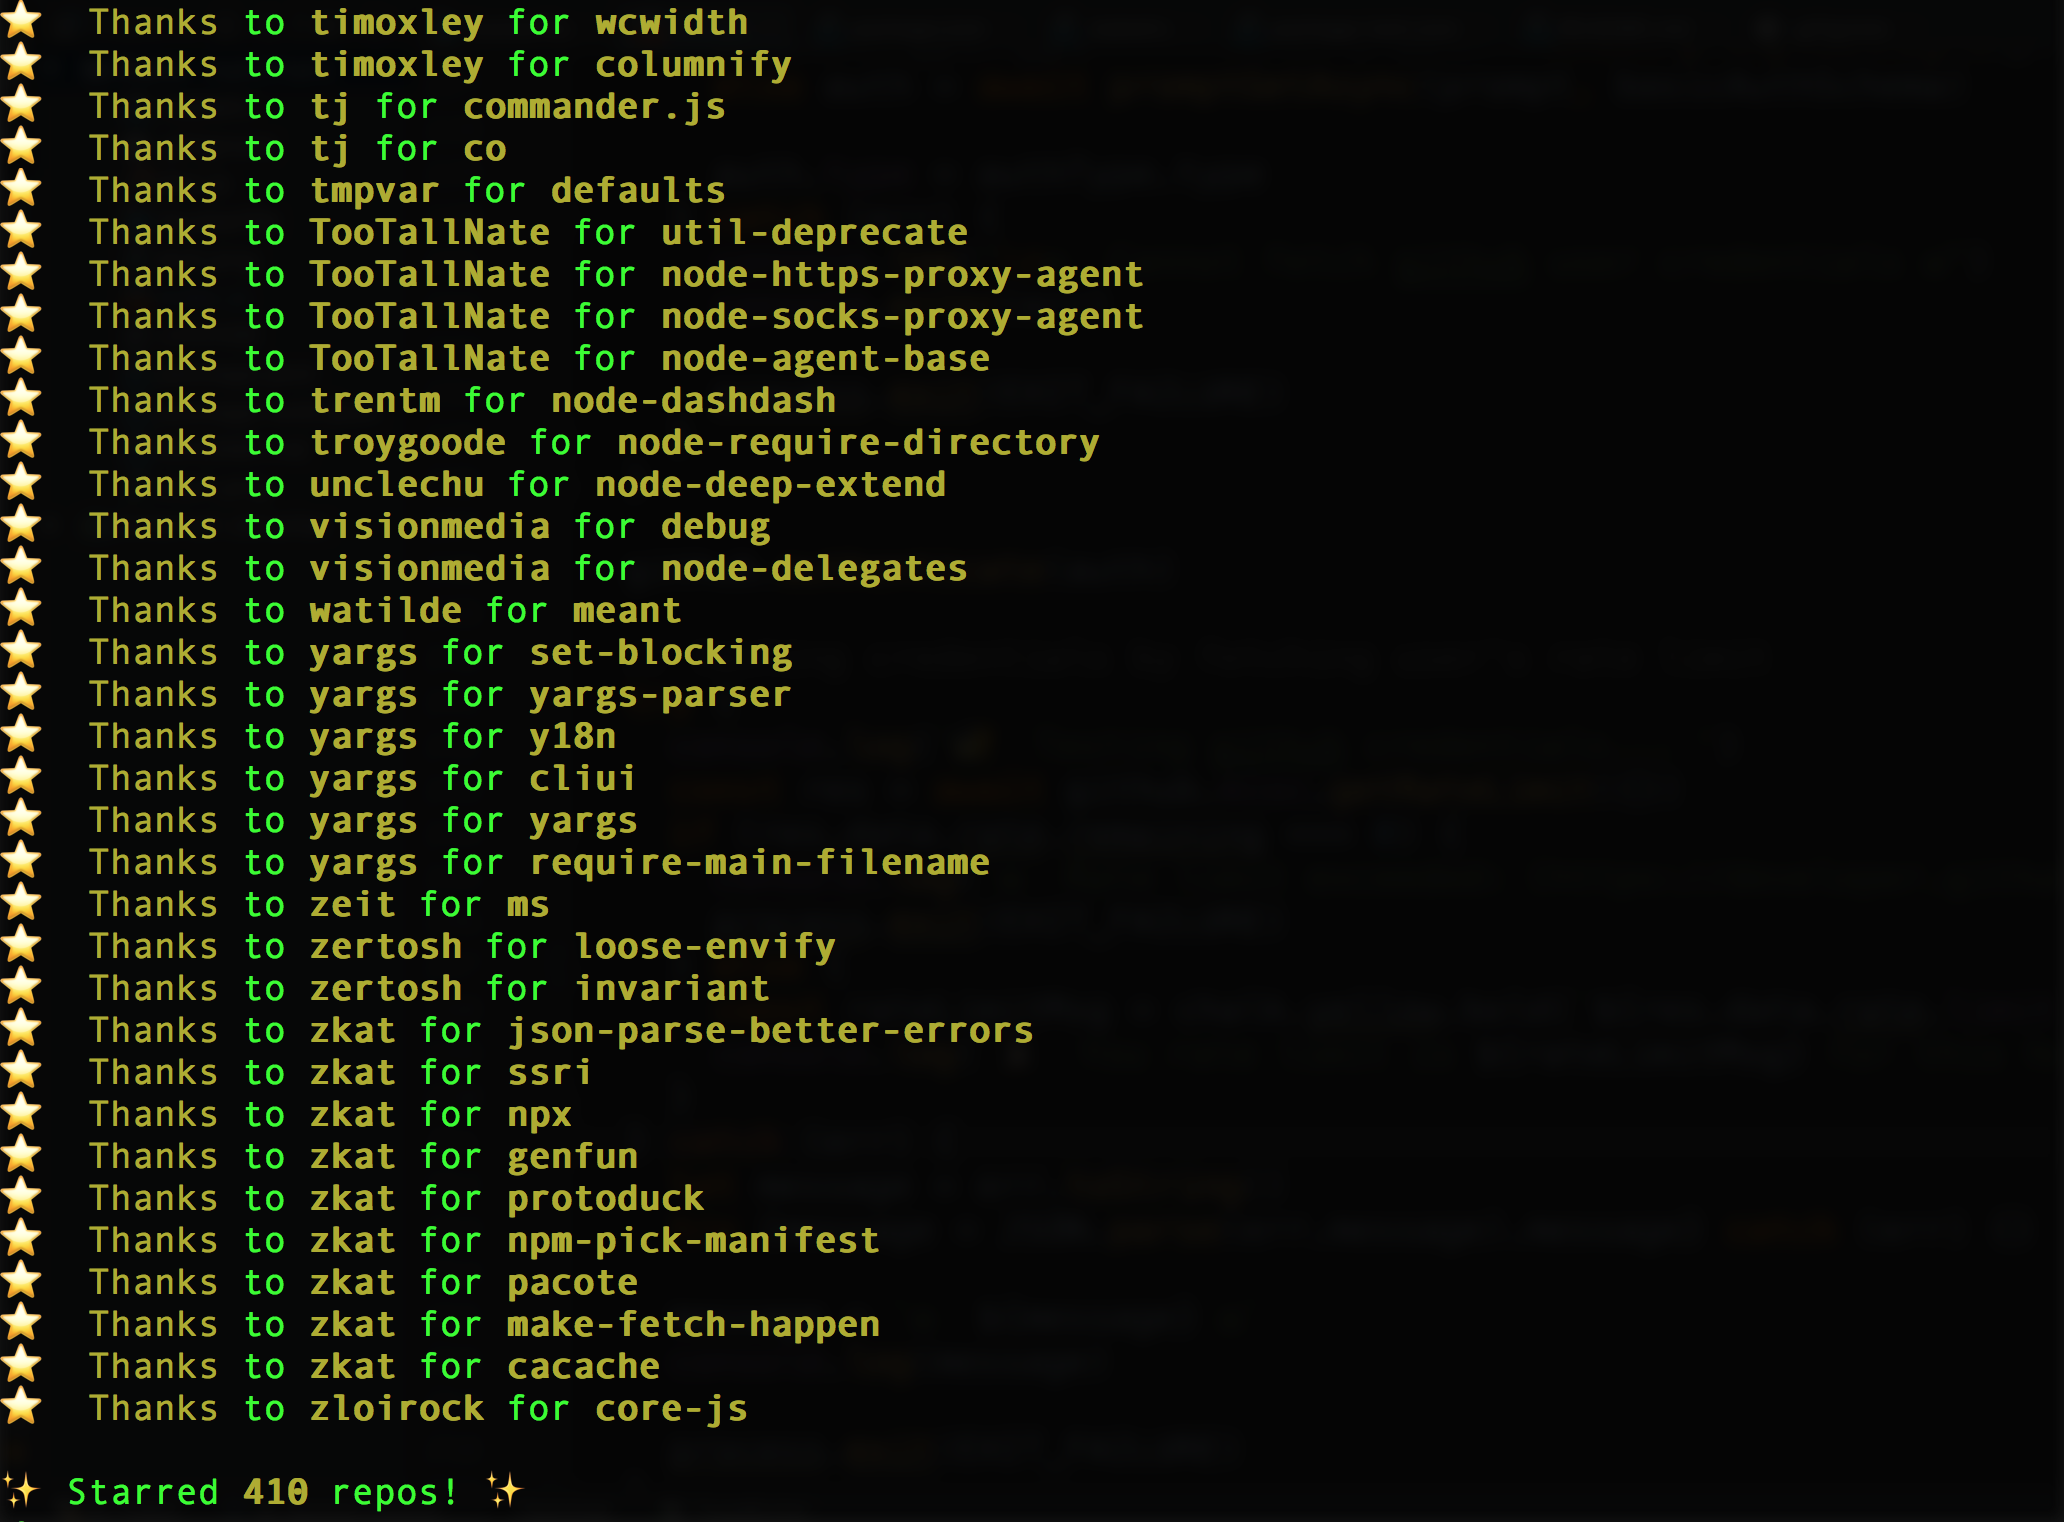 ⭐ Thanks to timoxley for wcwidth
⭐ Thanks to timoxley for columnify
⭐ Thanks to tj for commander.js
⭐ Thanks to tj for co
⭐ Thanks to tmpvar for defaults
⭐ Thanks to TooTallNate for util-deprecate
⭐ Thanks to TooTallNate for node-https-proxy-agent
⭐ Thanks to TooTallNate for node-socks-proxy-agent
⭐ Thanks to TooTallNate for node-agent-base
⭐ Thanks to trentm for node-dashdash
⭐ Thanks to troygoode for node-require-directory
⭐ Thanks to unclechu for node-deep-extend
⭐ Thanks to visionmedia for debug
⭐ Thanks to visionmedia for node-delegates
⭐ Thanks to watilde for meant
⭐ Thanks to yargs for set-blocking
⭐ Thanks to yargs for yargs-parser
⭐ Thanks to yargs for y18n
⭐ Thanks to yargs for cliui
⭐ Thanks to yargs for yargs
⭐ Thanks to yargs for require-main-filename
⭐ Thanks to zeit for ms
⭐ Thanks to zertosh for loose-envify
⭐ Thanks to zertosh for invariant
⭐ Thanks to zkat for json-parse-better-errors
⭐ Thanks to zkat for ssri
⭐ Thanks to zkat for npx
⭐ Thanks to zkat for genfun
⭐ Thanks to zkat for protoduck
⭐ Thanks to zkat for npm-pick-manifest
⭐ Thanks to zkat for pacote
⭐ Thanks to zkat for make-fetch-happen
⭐ Thanks to zkat for cacache
⭐ Thanks to zloirock for core-js
✨ Starred 410 repos! ✨